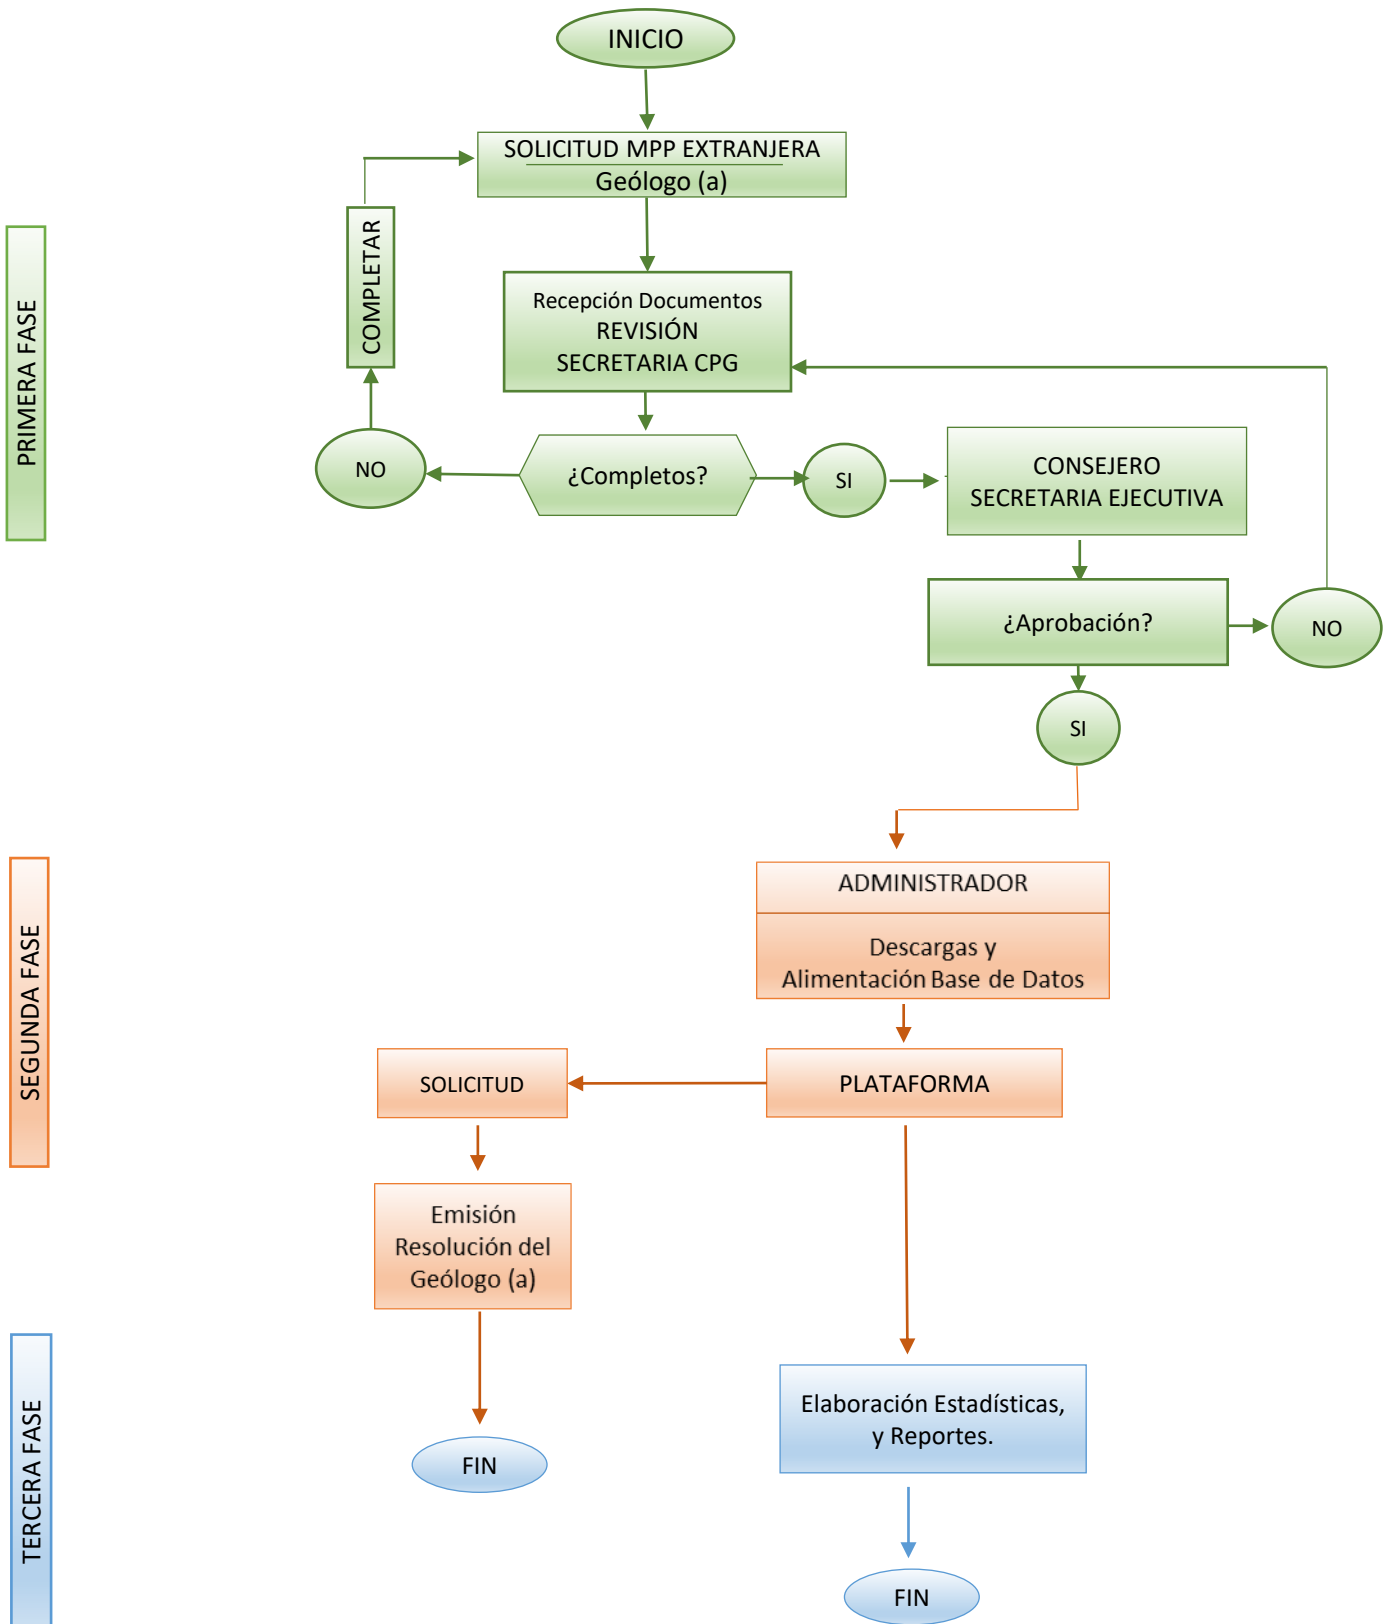 INICIO
SOLICITUD MPP EXTRANJERA
Geólogo (a)
COMPLETAR
PRIMERA FASE
Recepción Documentos
REVISIÓN
SECRETARIA CPG
NO
¿Completos?
SI
CONSEJERO
SECRETARIA EJECUTIVA
¿Aprobación?
NO
SI
SEGUNDA FASE
ADMINISTRADOR
Descargas y
Alimentación Base de Datos
SOLICITUD
PLATAFORMA
Emisión
Resolución del
Geólogo (a)
TERCERA FASE
Elaboración Estadísticas,
y Reportes.
FIN
FIN